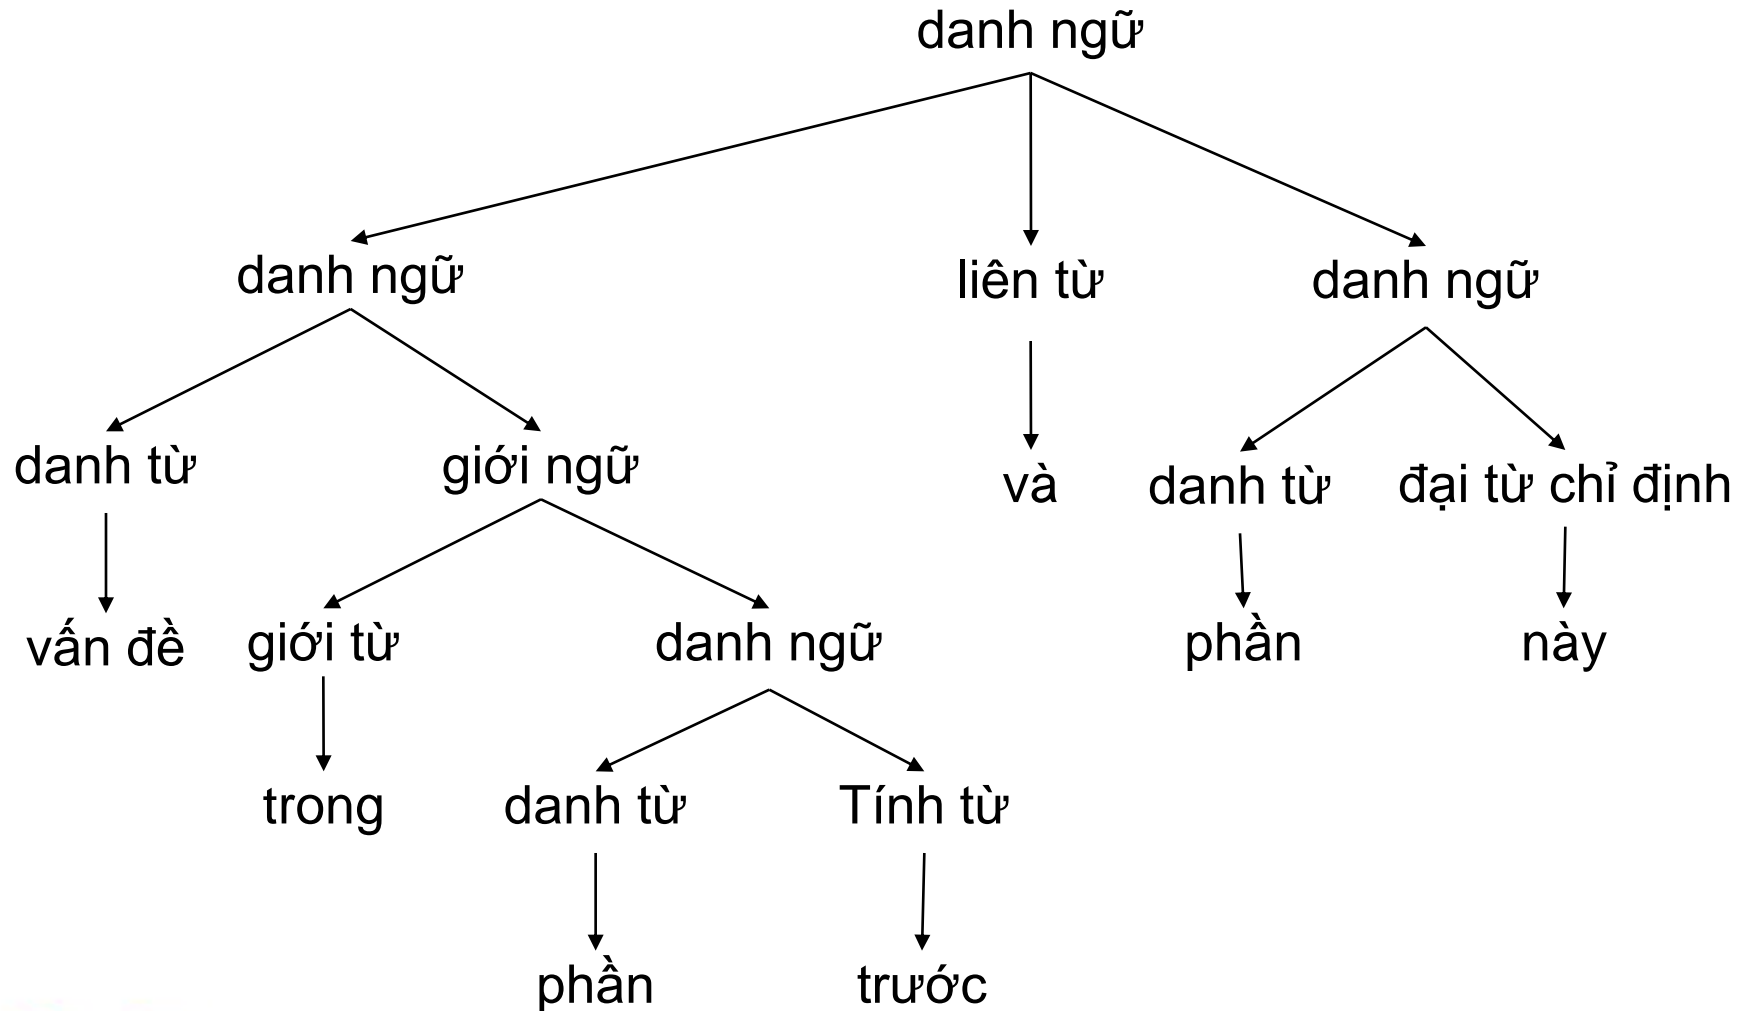 danh ngữ
danh ngữ liên từ danh ngữ
danh từ giới ngữ và danh từ đại từ chỉ định
vấn đề giới từ danh ngữ phần này
trong danh từ Tính từ
phần trước